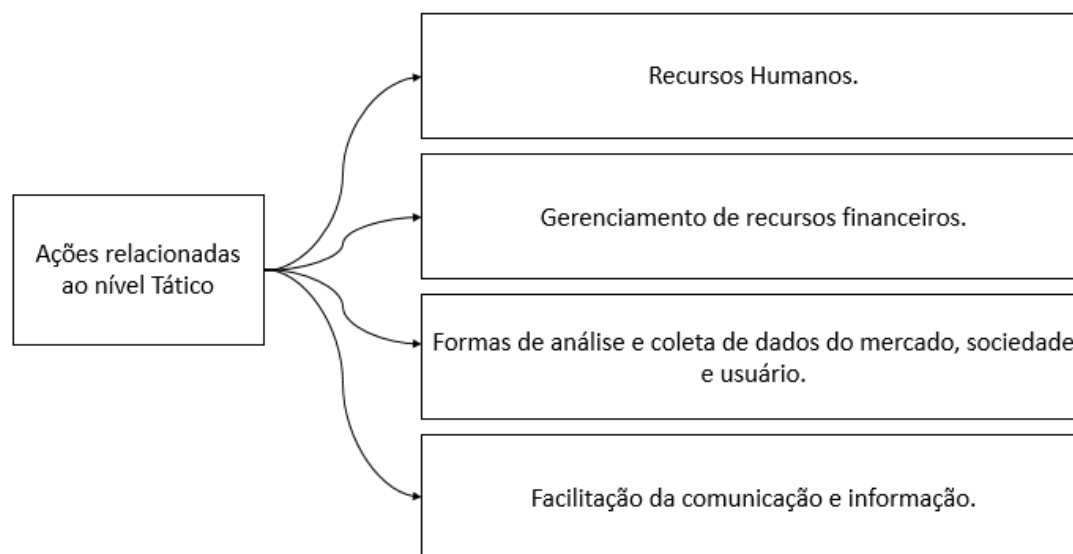 Recursos Humanos.
Gerenciamento de recursos financeiros.
Ações relacionadas
ao nível Tático
Formas de análise e coleta de dados do mercado, sociedade
e usuário.
Facilitação da comunicação e informação.